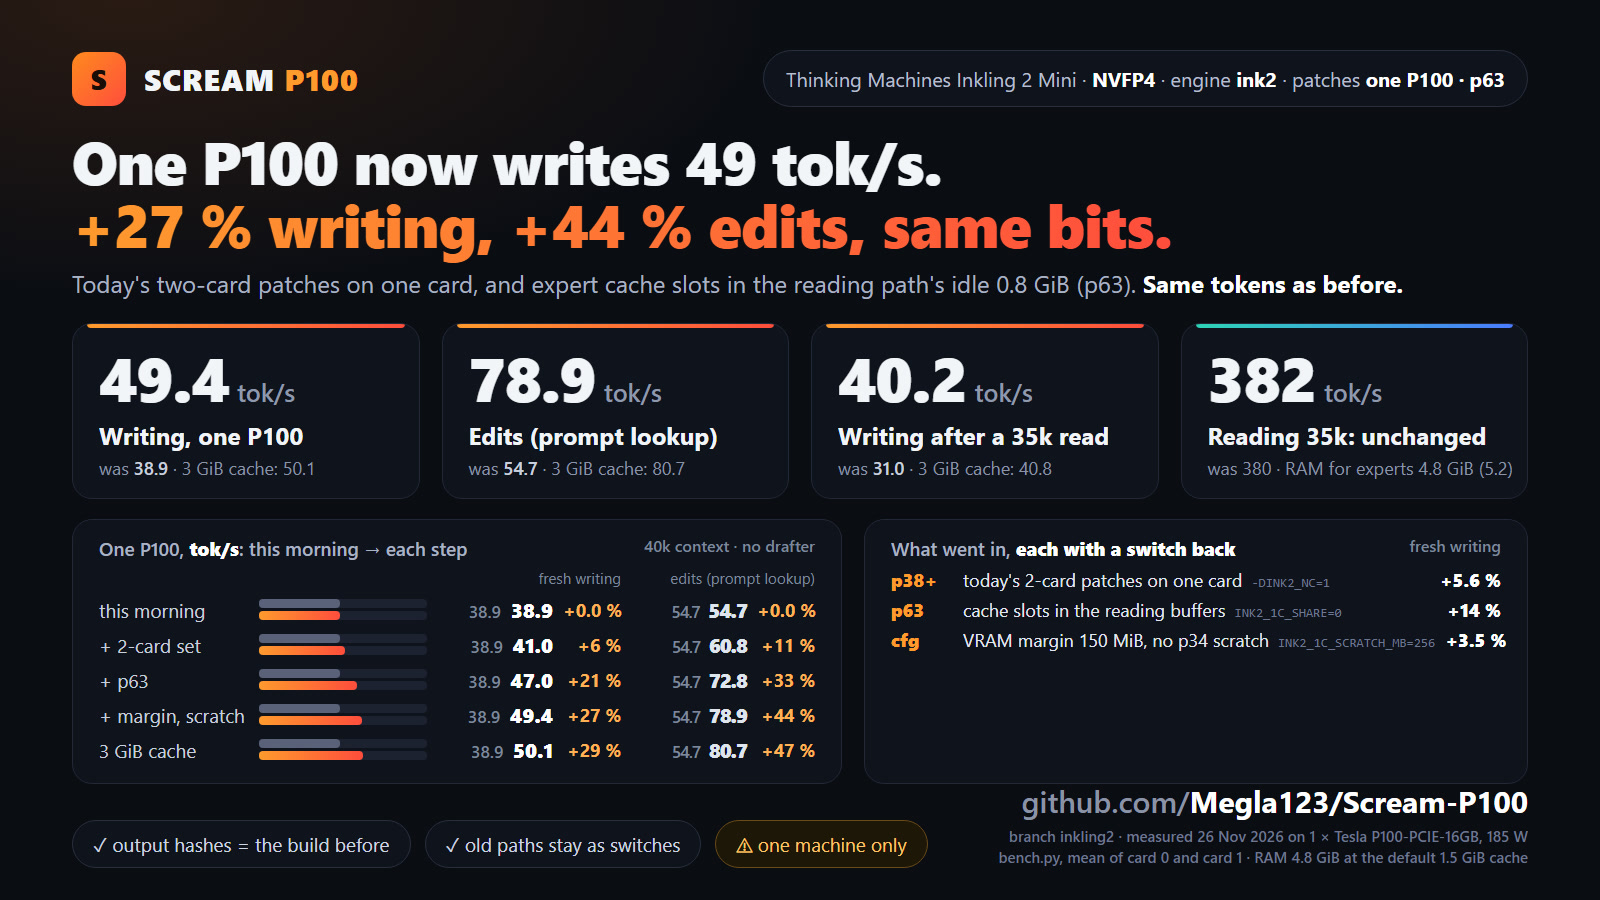 S SCREAM P100
Thinking Machines Inkling 2 Mini · NVFP4 · engine ink2 · patches one P100 · p63
One P100 now writes 49 tok/s.
+27 % writing, +44 % edits, same bits.
Today's two-card patches on one card, and expert cache slots in the reading path's idle 0.8 GiB (p63). Same tokens as before.
49.4 tok/s
Writing, one P100
was 38.9 · 3 GiB cache: 50.1
78.9 tok/s
Edits (prompt lookup)
was 54.7 · 3 GiB cache: 80.7
40.2 tok/s
Writing after a 35k read
was 31.0 · 3 GiB cache: 40.8
382 tok/s
Reading 35k: unchanged
was 380 · RAM for experts 4.8 GiB (5.2)
One P100, tok/s: this morning → each step
40k context · no drafter
fresh writing edits (prompt lookup)
this morning 38.9 38.9 +0.0 % 54.7 54.7 +0.0 %
+ 2-card set 38.9 41.0 +6 % 54.7 60.8 +11 %
+ p63 38.9 47.0 +21 % 54.7 72.8 +33 %
+ margin, scratch 38.9 49.4 +27 % 54.7 78.9 +44 %
3 GiB cache 38.9 50.1 +29 % 54.7 80.7 +47 %
What went in, each with a switch back
fresh writing
p38+ today's 2-card patches on one card -DINK2_NC=1 +5.6 %
p63 cache slots in the reading buffers INK2_1C_SHARE=0 +14 %
cfg VRAM margin 150 MiB, no p34 scratch INK2_1C_SCRATCH_MB=256 +3.5 %
✓ output hashes = the build before
✓ old paths stay as switches
⚠ one machine only
github.com/Megla123/Scream-P100
branch inkling2 · measured 26 Nov 2026 on 1 × Tesla P100-PCIE-16GB, 185 W
bench.py, mean of card 0 and card 1 · RAM 4.8 GiB at the default 1.5 GiB cache